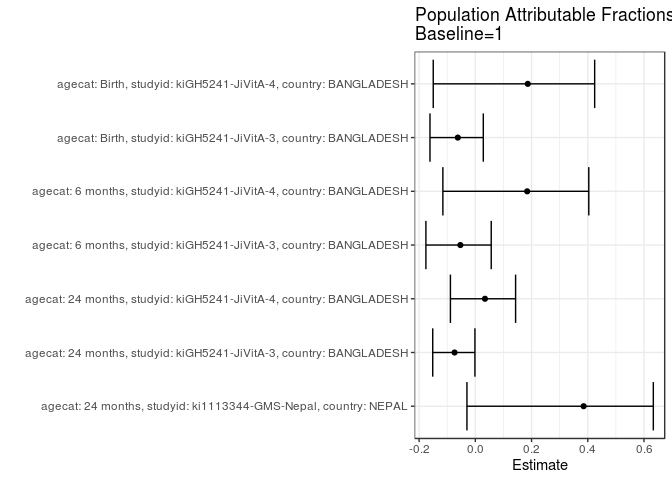 Population Attributable Fractions
Baseline=1
agecat: Birth, studyid: kiGH5241-JiVitA-4, country: BANGLADESH
agecat: Birth, studyid: kiGH5241-JiVitA-3, country: BANGLADESH
agecat: 6 months, studyid: kiGH5241-JiVitA-4, country: BANGLADESH
agecat: 6 months, studyid: kiGH5241-JiVitA-3, country: BANGLADESH
agecat: 24 months, studyid: kiGH5241-JiVitA-4, country: BANGLADESH
agecat: 24 months, studyid: kiGH5241-JiVitA-3, country: BANGLADESH
agecat: 24 months, studyid: ki1113344-GMS-Nepal, country: NEPAL
-0.2 0.0 0.2 0.4 0.6
Estimate